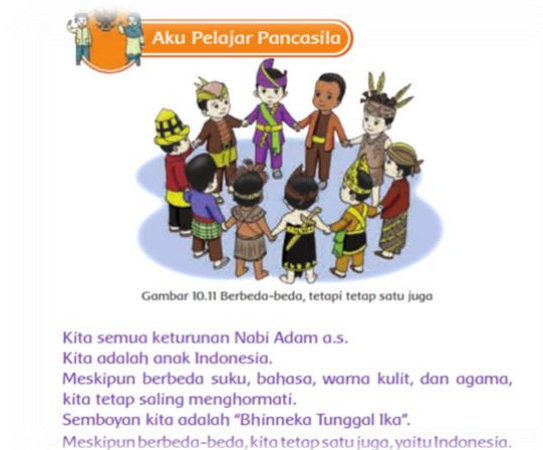 Aku Pelajar Pancasila
Gambar 10.11 Berbeda-beda, tetapi tetap satu juga
Kita semua keturunan Nabi Adam a.s.
Kita adalah anak Indonesia.
Meskipun berbeda suku, bahasa, warna kulit, dan agama,
kita tetap saling menghormati.
Semboyan kita adalah “Bhinneka Tunggal Ika”.
Meskipun berbeda-beda, kita tetap satu juga, yaitu Indonesia.